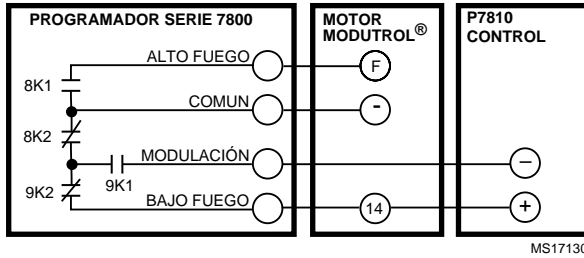 PROGRAMADOR SERIE 7800
MOTOR
MODUTROL®
P7810
CONTROL
ALTO FUEGO
F
8K1
COMUN
-
8K2
MODULACIÓN
–
9K1
9K2
BAJO FUEGO
14
+
MS17130